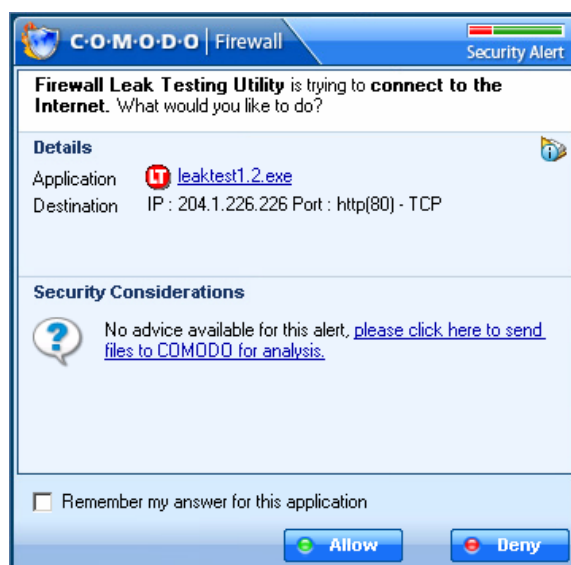 C·O·M·O·D·O | Firewall
Security Alert
Firewall Leak Testing Utility is trying to connect to the
Internet. What would you like to do?
Details
Application LT leaktest1.2.exe
Destination IP : 204.1.226.226 Port : http(80) - TCP
Security Considerations
? No advice available for this alert, please click here to send
files to COMODO for analysis.
Remember my answer for this application
Allow Deny